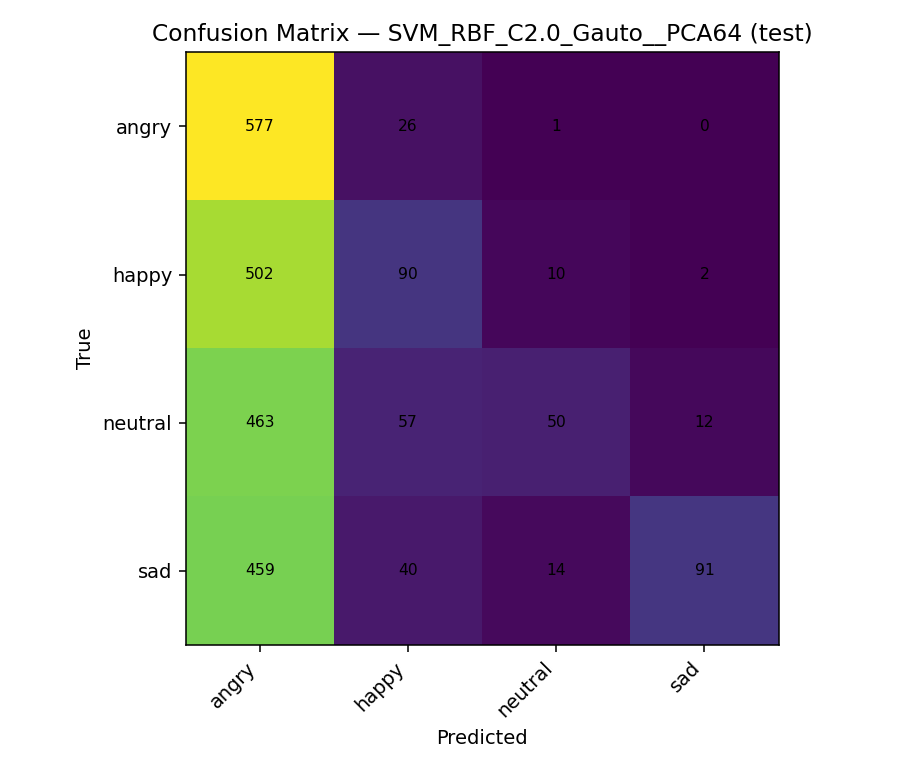 Confusion Matrix — SVM_RBF_C2.0_Gauto__PCA64 (test)
True
angry 577 26 1 0
happy 502 90 10 2
neutral 463 57 50 12
sad 459 40 14 91
angry happy neutral sad
Predicted